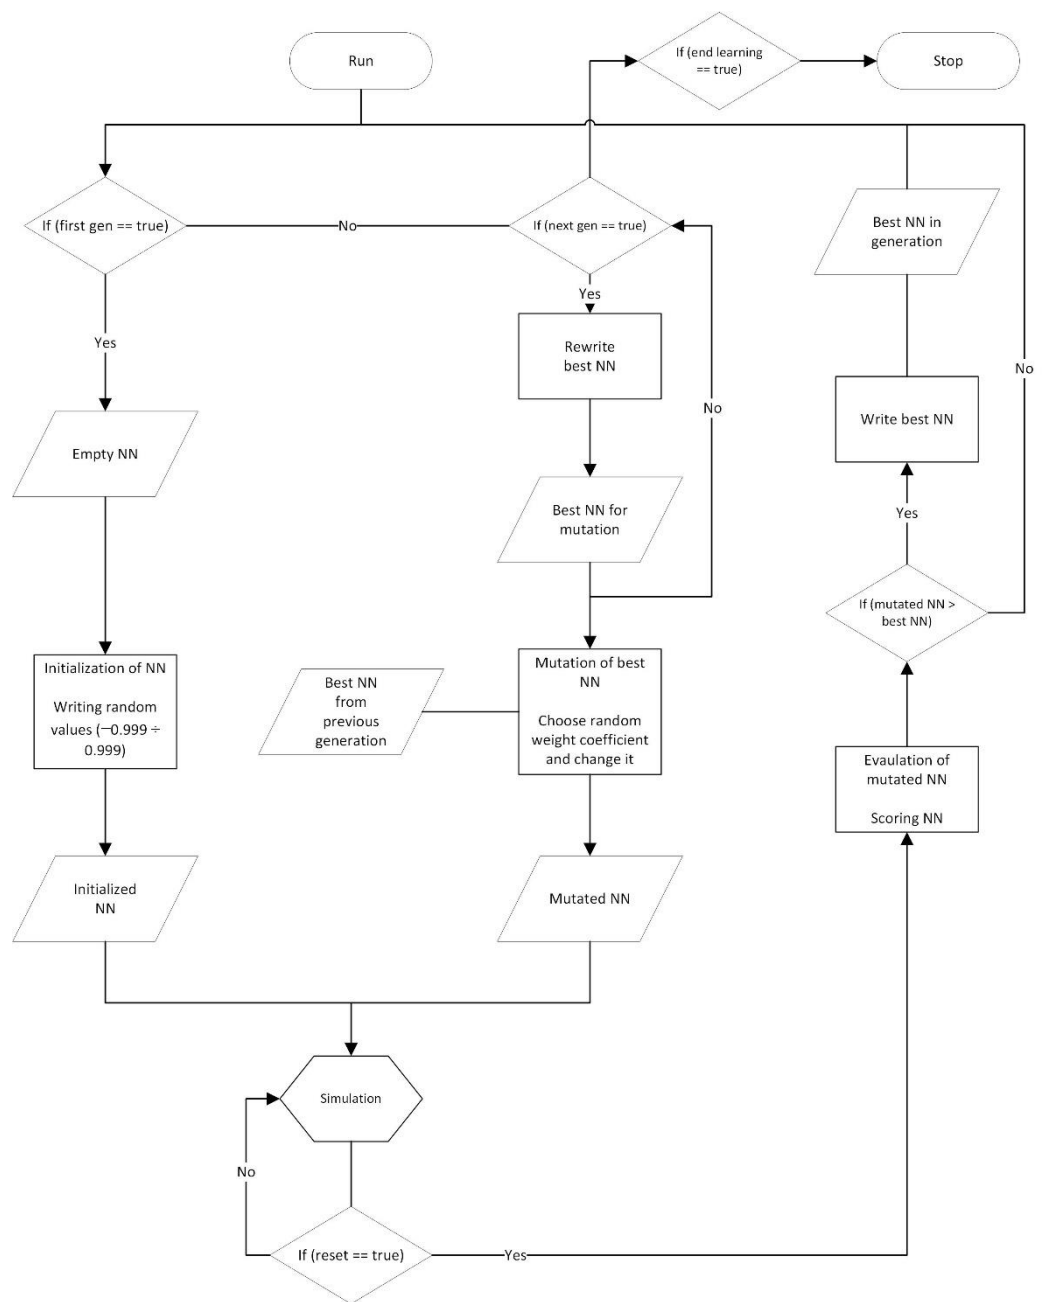 Run
If (end learning
== true)
Stop
If (first gen == true)
No
If (next gen == true)
Best NN in
generation
Yes
Rewrite
best NN
Yes
No
No
Write best NN
Empty NN
Best NN for
mutation
Yes
If (mutated NN >
best NN)
Initialization of NN
Writing random
values (−0.999 ÷
0.999)
Best NN
from
previous
generation
Mutation of best
NN
Choose random
weight coefficient
and change it
Evaulation of
mutated NN
Scoring NN
Initialized
NN
Mutated NN
Simulation
No
If (reset == true)
Yes